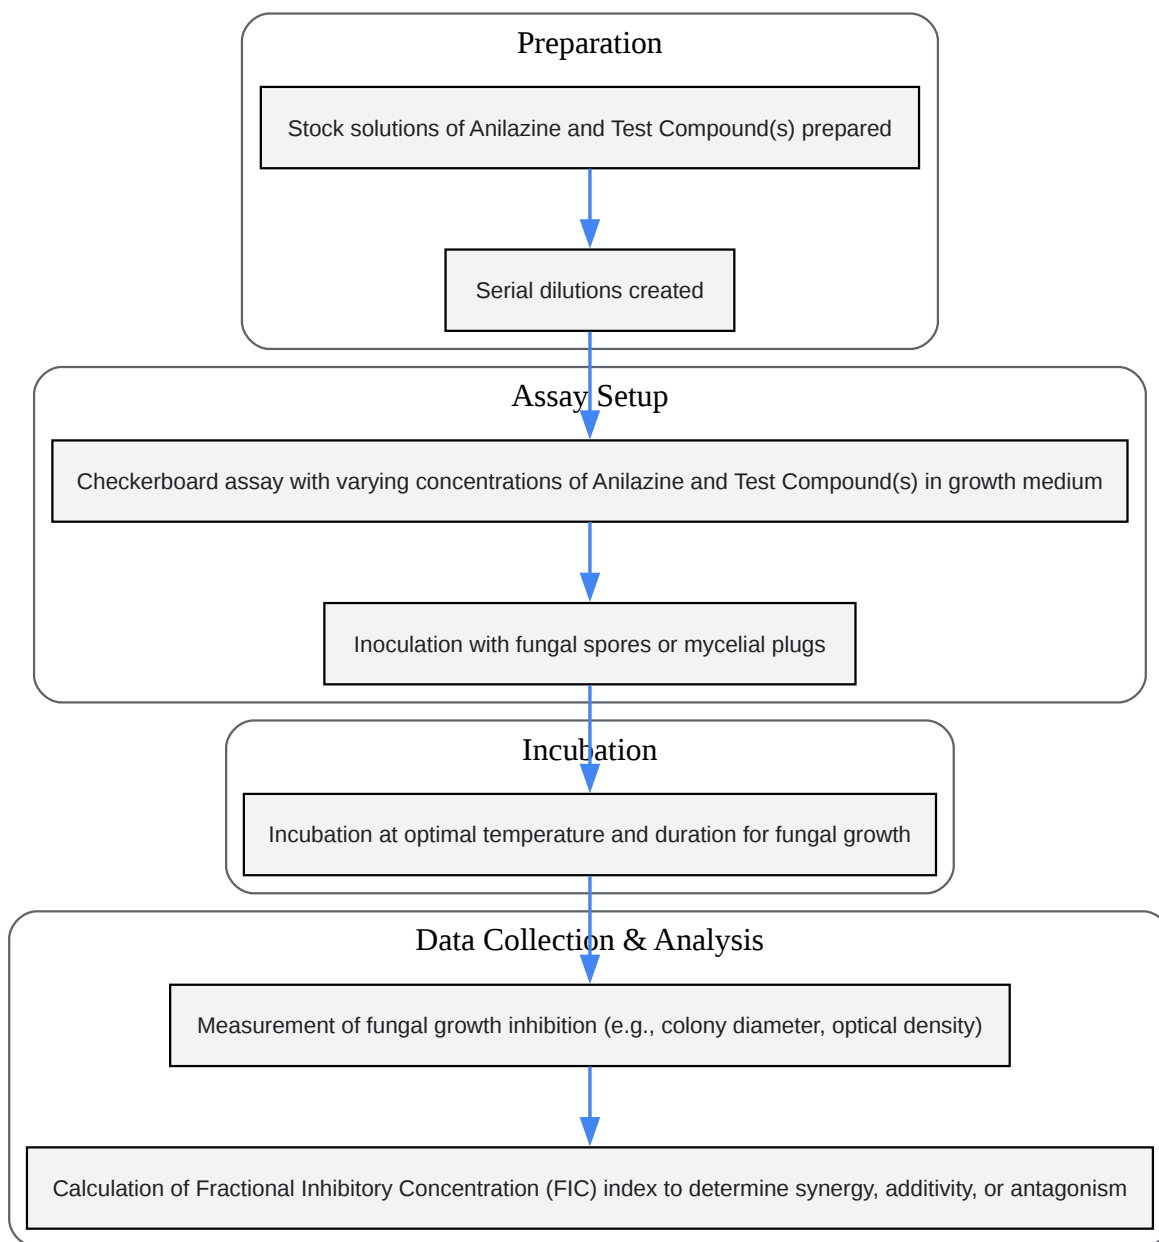 Preparation
Stock solutions of Anilazine and Test Compound(s) prepared
Serial dilutions created
Assay Setup
Checkerboard assay with varying concentrations of Anilazine and Test Compound(s) in growth medium
Inoculation with fungal spores or mycelial plugs
Incubation
Incubation at optimal temperature and duration for fungal growth
Data Collection & Analysis
Measurement of fungal growth inhibition (e.g., colony diameter, optical density)
Calculation of Fractional Inhibitory Concentration (FIC) index to determine synergy, additivity, or antagonism